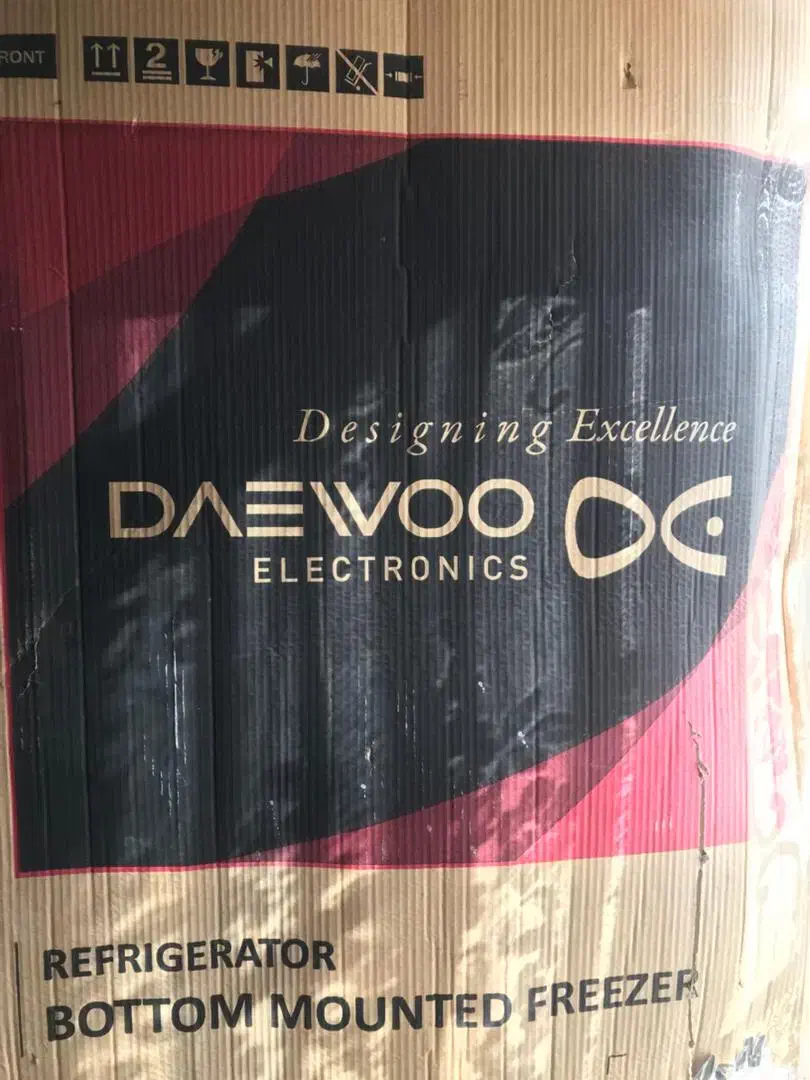 RONT
2
Designing Excellence
DAEWOO
ELECTRONICS
REFRIGERATOR
BOTTOM MOUNTED FREEZER